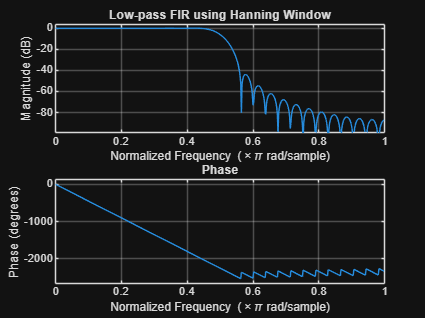 Low-pass FIR using Hanning Window
Magnitude (dB)
0
-20
-40
-60
-80
0 0.2 0.4 0.6 0.8 1
Normalized Frequency (×π rad/sample)
Phase
Phase (degrees)
0
-1000
-2000
0 0.2 0.4 0.6 0.8 1
Normalized Frequency (×π rad/sample)